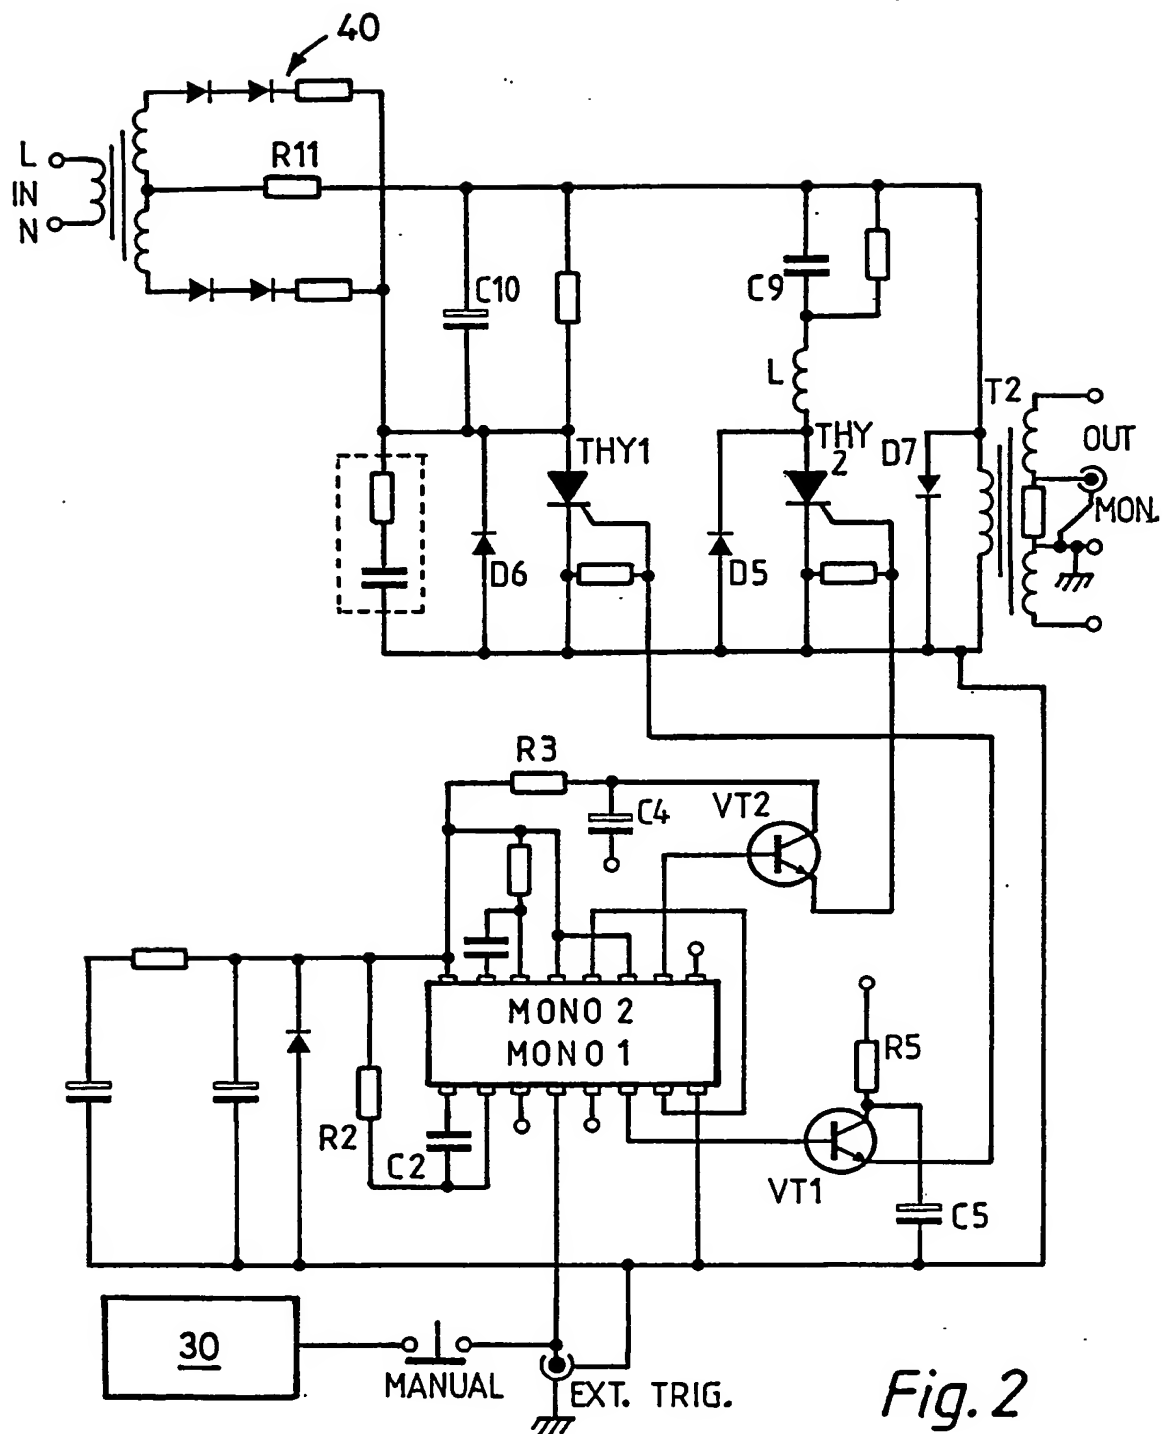 40
L
IN
N
R11
C10
C9
L
T2
OUT
MON.
THY1
THY
2
D7
D6
D5
R3
C4
VT2
MONO 2
MONO 1
R5
R2
C2
VT1
C5
30
MANUAL
EXT. TRIG.
Fig. 2